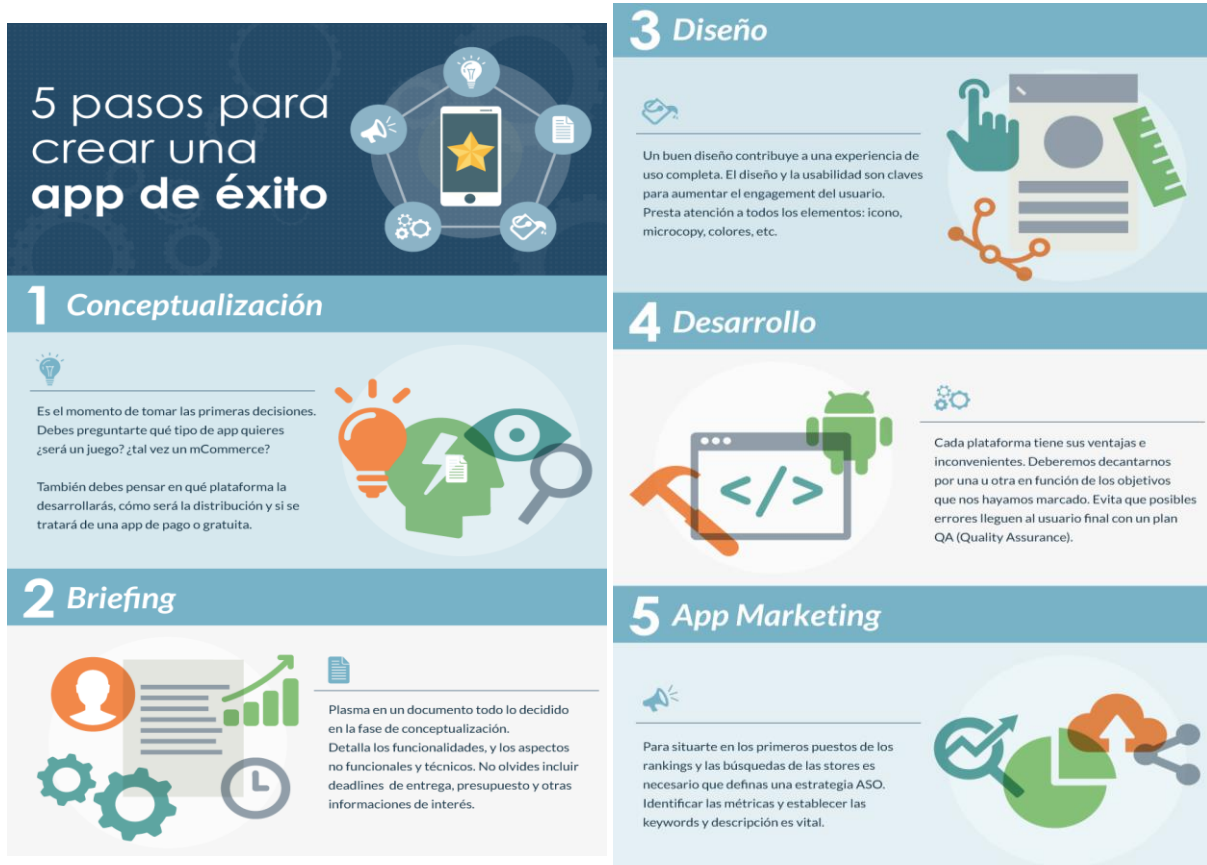 5 pasos para
crear una
app de éxito
1 Conceptualización
Es el momento de tomar las primeras decisiones.
Debes preguntarte qué tipo de app quieres
¿será un juego? ¿tal vez un mCommerce?
También debes pensar en qué plataforma la
desarrollarás, cómo será la distribución y si se
tratará de una app de pago o gratuita.
2 Briefing
Plasma en un documento todo lo decidido
en la fase de conceptualización.
Detalla los funcionalidades, y los aspectos
no funcionales y técnicos. No olvides incluir
deadlines de entrega, presupuesto y otras
informaciones de interés.
3 Diseño
Un buen diseño contribuye a una experiencia de
uso completa. El diseño y la usabilidad son claves
para aumentar el engagement del usuario.
Presta atención a todos los elementos: icono,
microcopy, colores, etc.
4 Desarrollo
</>
Cada plataforma tiene sus ventajas e
inconvenientes. Deberemos decantarnos
por una u otra en función de los objetivos
que nos hayamos marcado. Evita que posibles
errores lleguen al usuario final con un plan
QA (Quality Assurance).
5 App Marketing
Para situarte en los primeros puestos de los
rankings y las búsquedas de las stores es
necesario que definas una estrategia ASO.
Identificar las métricas y establecer las
keywords y descripción es vital.